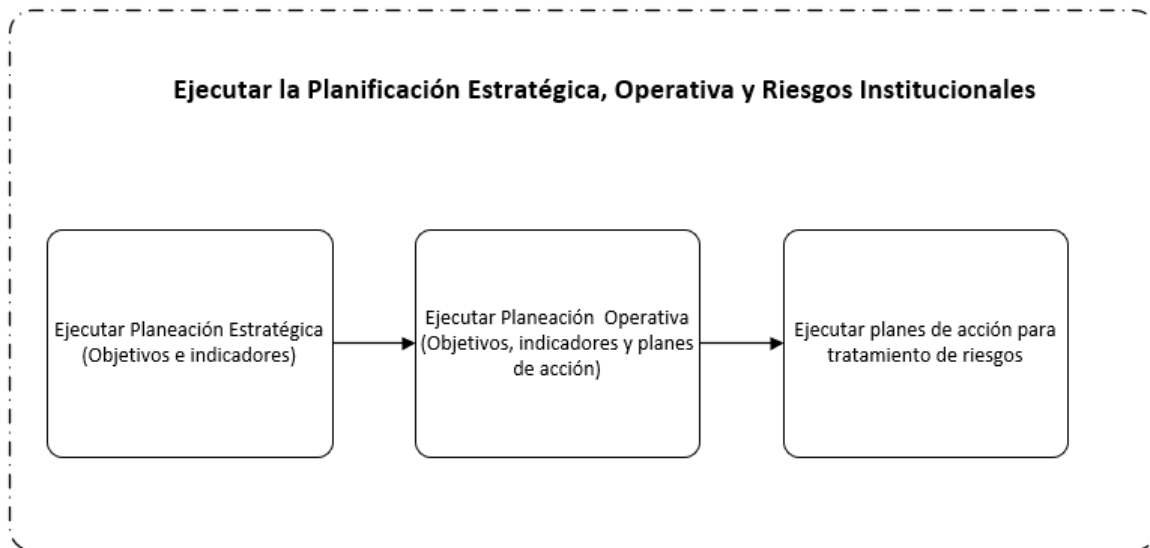 Ejecutar la Planificación Estratégica, Operativa y Riesgos Institucionales
Ejecutar Planeación Estratégica
(Objetivos e indicadores)
Ejecutar Planeación  Operativa
(Objetivos, indicadores y planes
de acción)
Ejecutar planes de acción para
tratamiento de riesgos